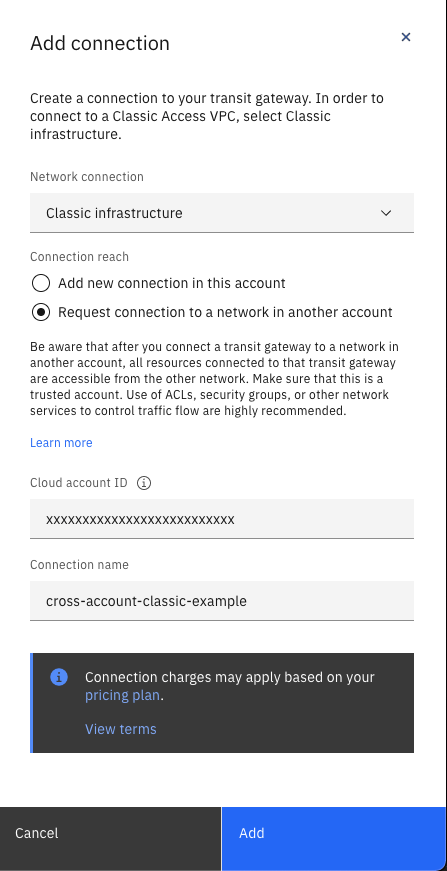 Add connection
Create a connection to your transit gateway. In order to
connect to a Classic Access VPC, select Classic
infrastructure.
Network connection
Classic infrastructure
Connection reach
Add new connection in this account
Request connection to a network in another account
Be aware that after you connect a transit gateway to a network in
another account, all resources connected to that transit gateway
are accessible from the other network. Make sure that this is a
trusted account. Use of ACLs, security groups, or other network
services to control traffic flow are highly recommended.
Learn more
Cloud account ID
xxxxxxxxxxxxxxxxxxxxxxxxxx
Connection name
cross-account-classic-example
Connection charges may apply based on your
pricing plan.
View terms
Cancel
Add